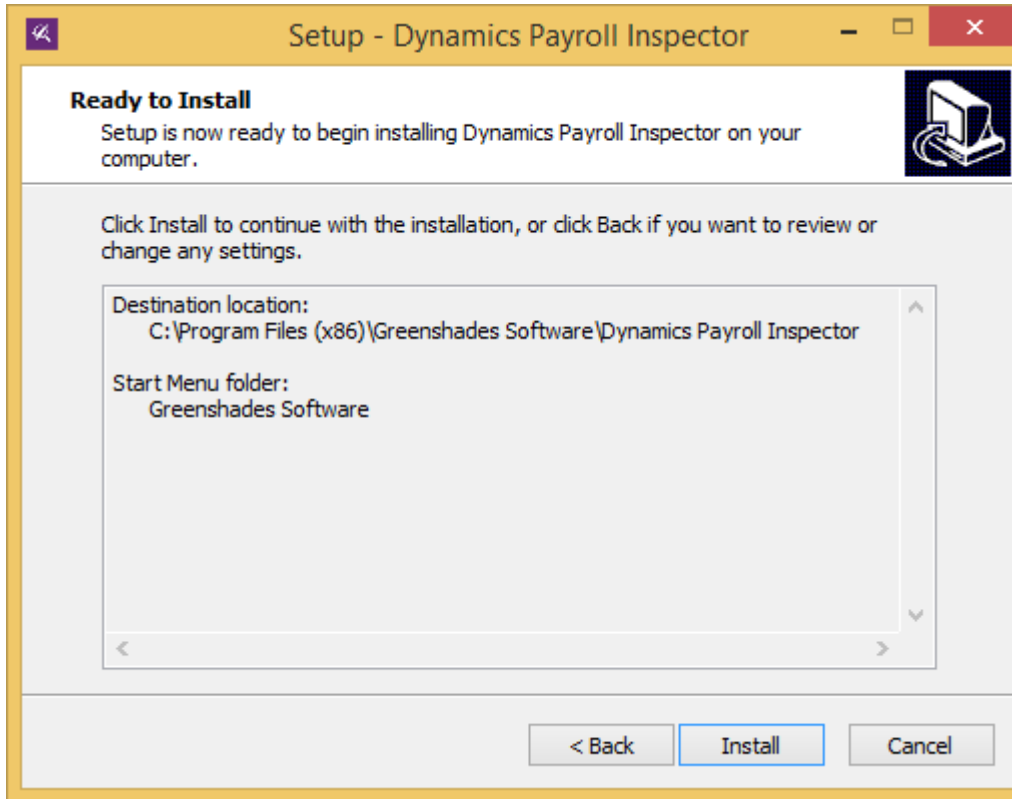 Setup - Dynamics Payroll Inspector
Ready to Install
Setup is now ready to begin installing Dynamics Payroll Inspector on your
computer.
Click Install to continue with the installation, or click Back if you want to review or
change any settings.
Destination location:
C:\Program Files (x86)\Greenshades Software\Dynamics Payroll Inspector
Start Menu folder:
Greenshades Software
< Back Install Cancel